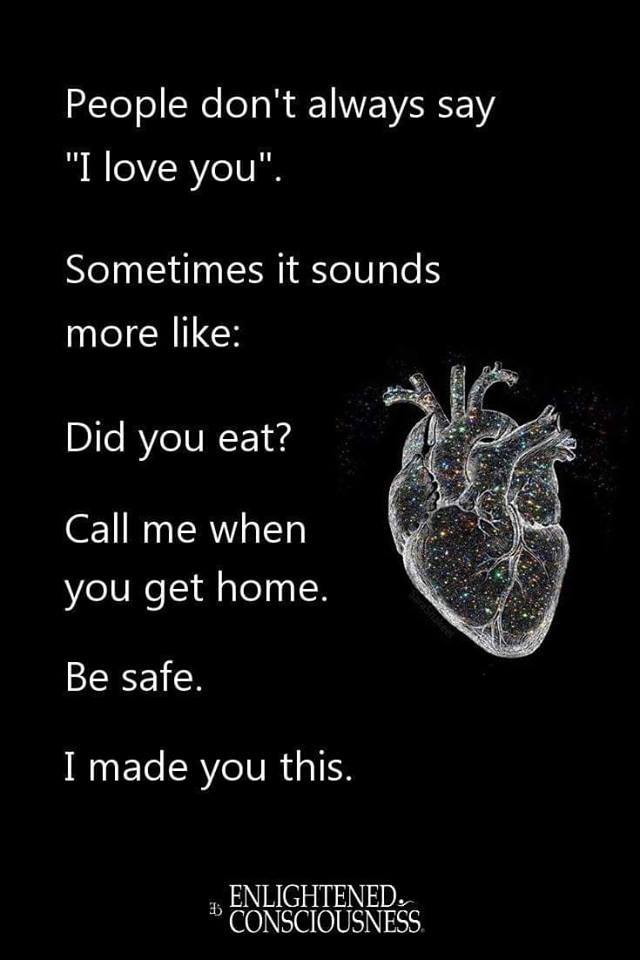 People don't always say
"I love you".
Sometimes it sounds
more like:
Did you eat?
Call me when
you get home.
Be safe.
I made you this.
ENLIGHTENED
CONSCIOUSNESS